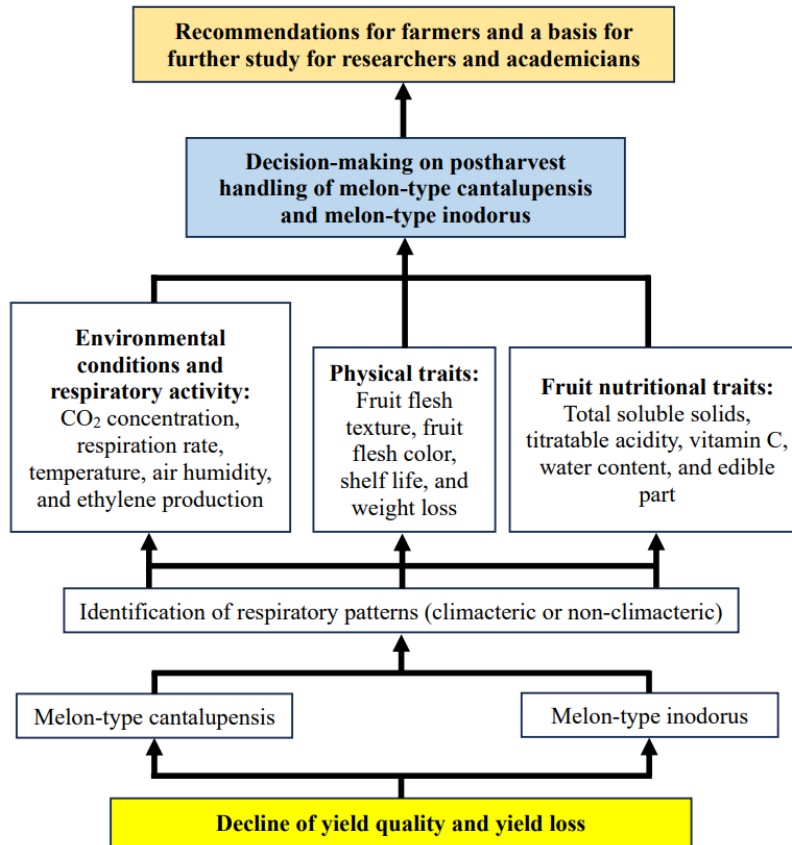 Recommendations for farmers and a basis for
further study for researchers and academicians
Decision-making on postharvest
handling of melon-type cantalupensis
and melon-type inodorus
Environmental
conditions and
respiratory activity:
CO₂ concentration,
respiration rate,
temperature, air humidity,
and ethylene production
Physical traits:
Fruit flesh
texture, fruit
flesh color,
shelf life, and
weight loss
Fruit nutritional traits:
Total soluble solids,
titratable acidity, vitamin C,
water content, and edible
part
Identification of respiratory patterns (climacteric or non-climacteric)
Melon-type cantalupensis
Melon-type inodorus
Decline of yield quality and yield loss